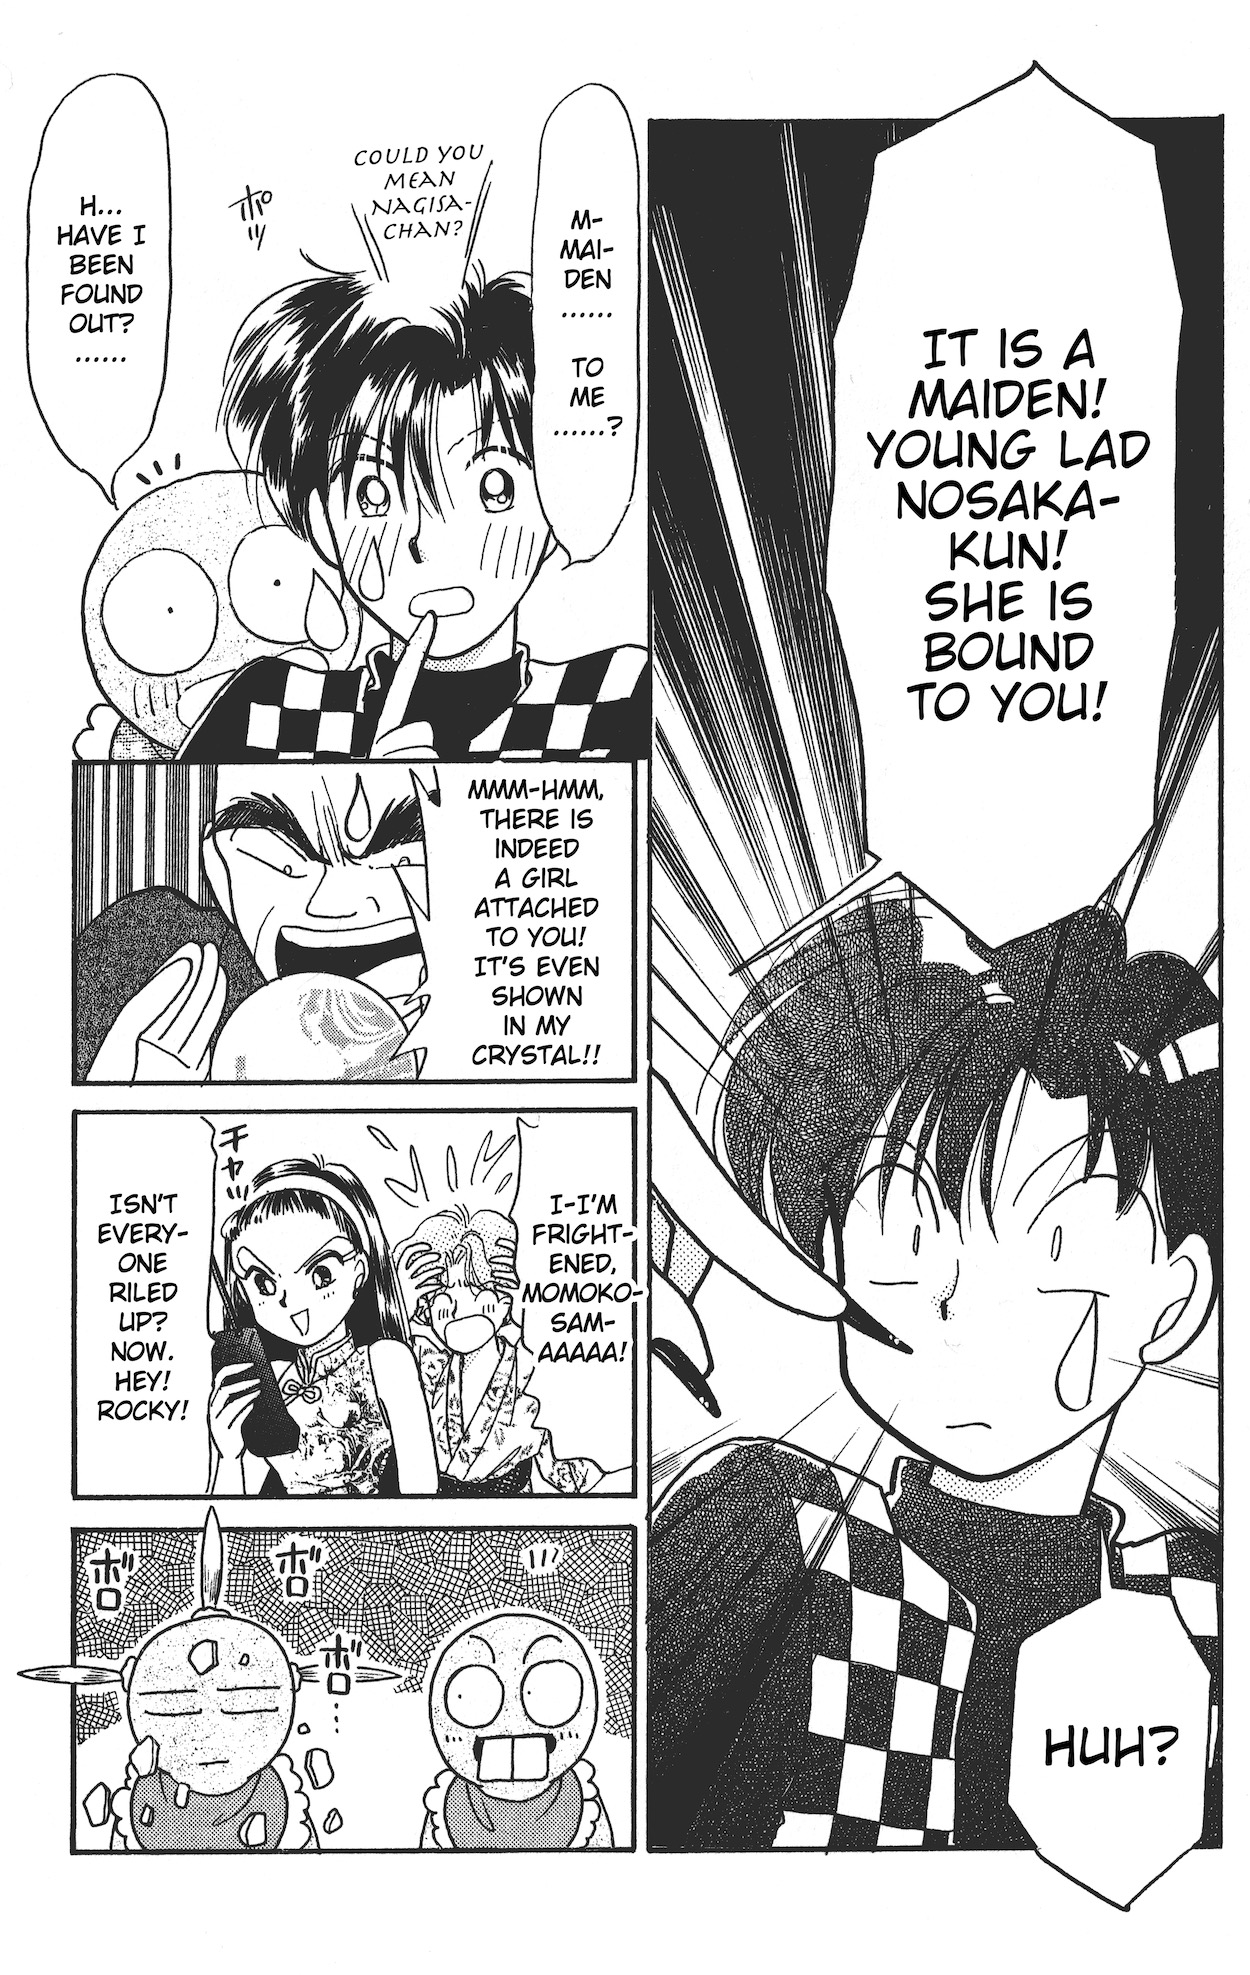 IT IS A
MAIDEN!
YOUNG LAD
NOSAKA-
KUN!
SHE IS
BOUND
TO YOU!
HUH?
M-
MAI-
DEN
......
TO
ME
......?
COULD YOU
MEAN
NAGISA-
CHAN?
ポッ
H...
HAVE I
BEEN
FOUND
OUT?
......
MMM-HMM,
THERE IS
INDEED
A GIRL
ATTACHED
TO YOU!
IT'S EVEN
SHOWN
IN MY
CRYSTAL!!
I-I'M
FRIGHT-
ENED,
MOMOKO-
SAM-
AAAAA!
チャッ
ISN'T
EVERY-
ONE
RILED
UP?
NOW.
HEY!
ROCKY!
ボロ
ボロ
ボロ...